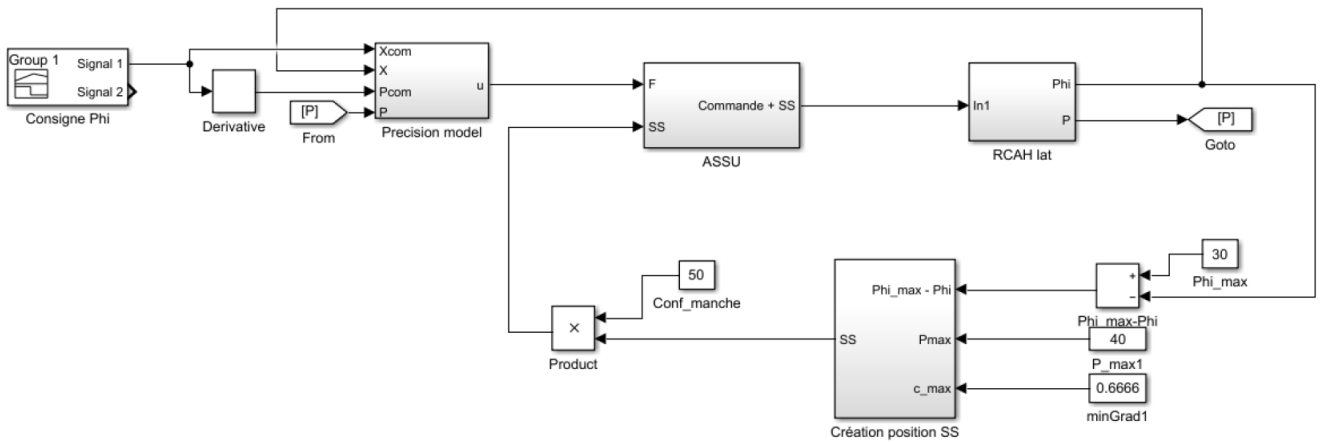 Group 1
Signal 1
Signal 2
Consigne Phi
Derivative
[P]
From
Xcom
X
Pcom
P
u
Precision model
F
SS
Commande + SS
ASSU
In1
Phi
P
RCAH lat
[P]
Goto
50
Conf_manche
×
Product
Phi_max - Phi
SS
Pmax
c_max
Création position SS
+
−
Phi_max-Phi
30
Phi_max
40
P_max1
0.6666
minGrad1